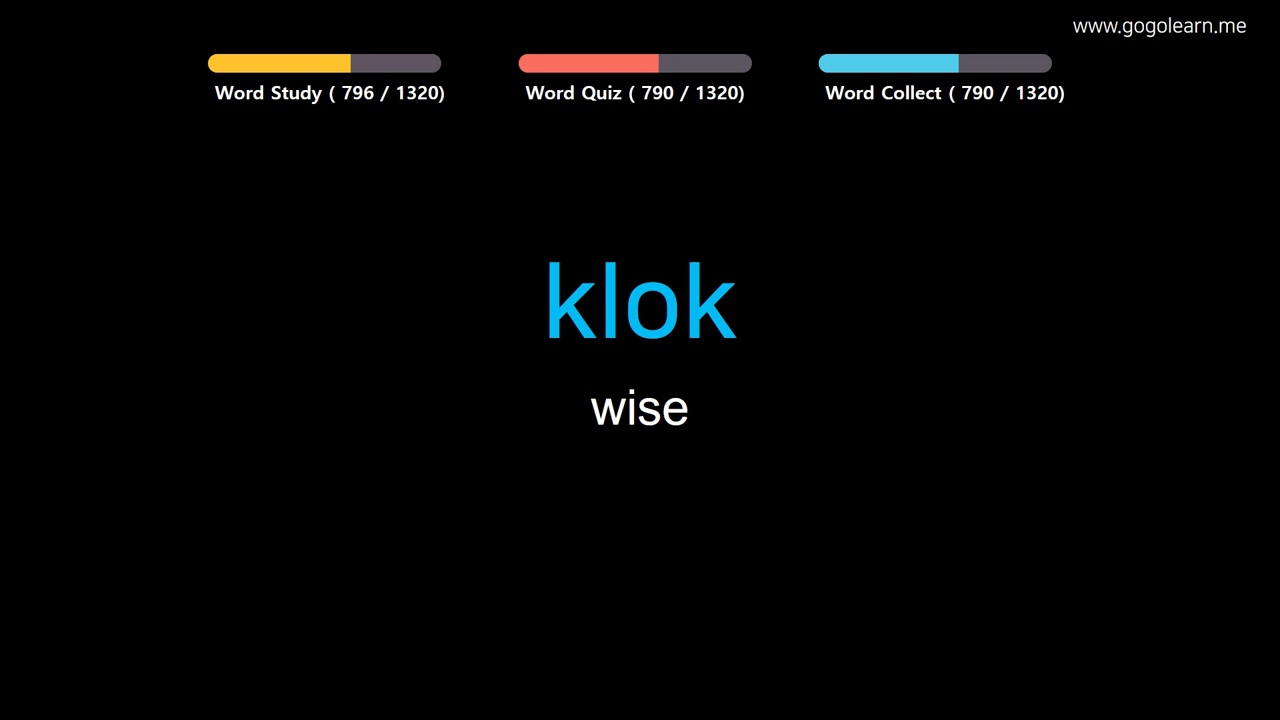 www.gogolearn.me
Word Study ( 796 / 1320)
Word Quiz ( 790 / 1320)
Word Collect ( 790 / 1320)
klok
wise